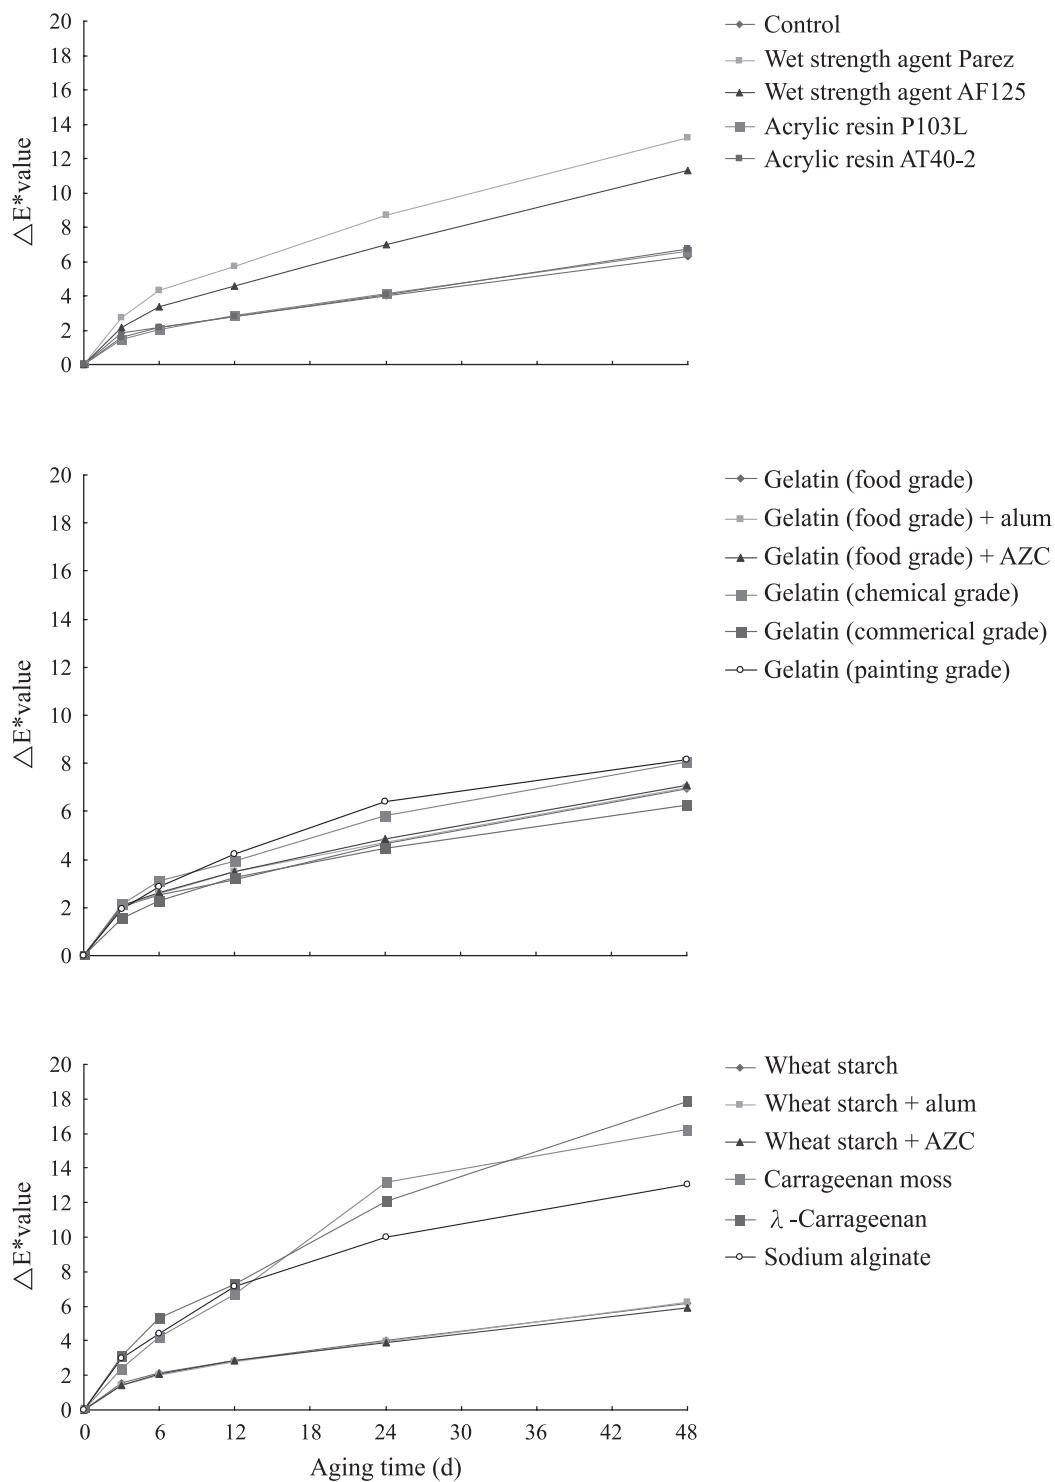 20
18
16
14
12
10
8
6
4
2
0
△E*value
Control
Wet strength agent Parez
Wet strength agent AF125
Acrylic resin P103L
Acrylic resin AT40-2
20
18
16
14
12
10
8
6
4
2
0
△E*value
Gelatin (food grade)
Gelatin (food grade) + alum
Gelatin (food grade) + AZC
Gelatin (chemical grade)
Gelatin (commerical grade)
Gelatin (painting grade)
20
18
16
14
12
10
8
6
4
2
0
△E*value
Wheat starch
Wheat starch + alum
Wheat starch + AZC
Carrageenan moss
λ -Carrageenan
Sodium alginate
0 6 12 18 24 30 36 42 48
Aging time (d)